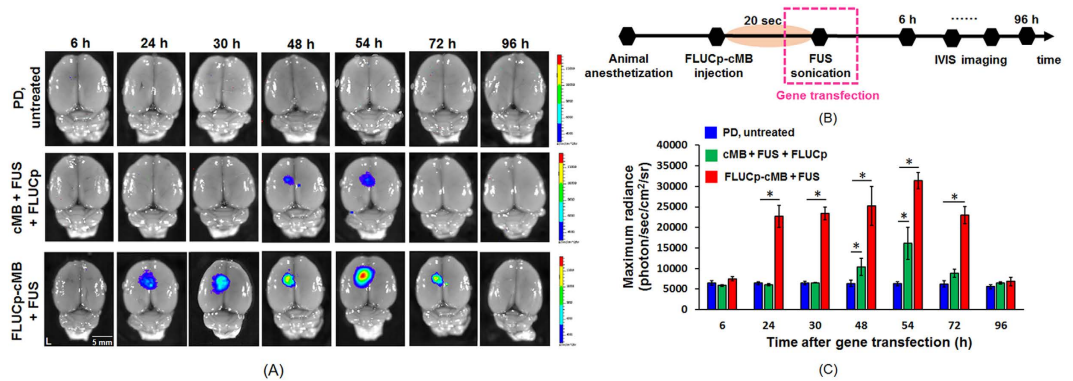 6 h 24 h 30 h 48 h 54 h 72 h 96 h
PD,
untreated
cMB + FUS
+ FLUCp
FLUCp-cMB
+ FUS
L
5 mm
(A)
20 sec 6 h ...... 96 h
Animal
anesthetization
FLUCp-cMB
injection
FUS
sonication
IVIS imaging
time
Gene transfection
(B)
PD, untreated
cMB + FUS + FLUCp
FLUCp-cMB + FUS
Maximum radiance
(photon/sec/cm2/sr)
40000
35000
30000
25000
20000
15000
10000
5000
0
* * * * * * *
6 24 30 48 54 72 96
Time after gene transfection (h)
(C)